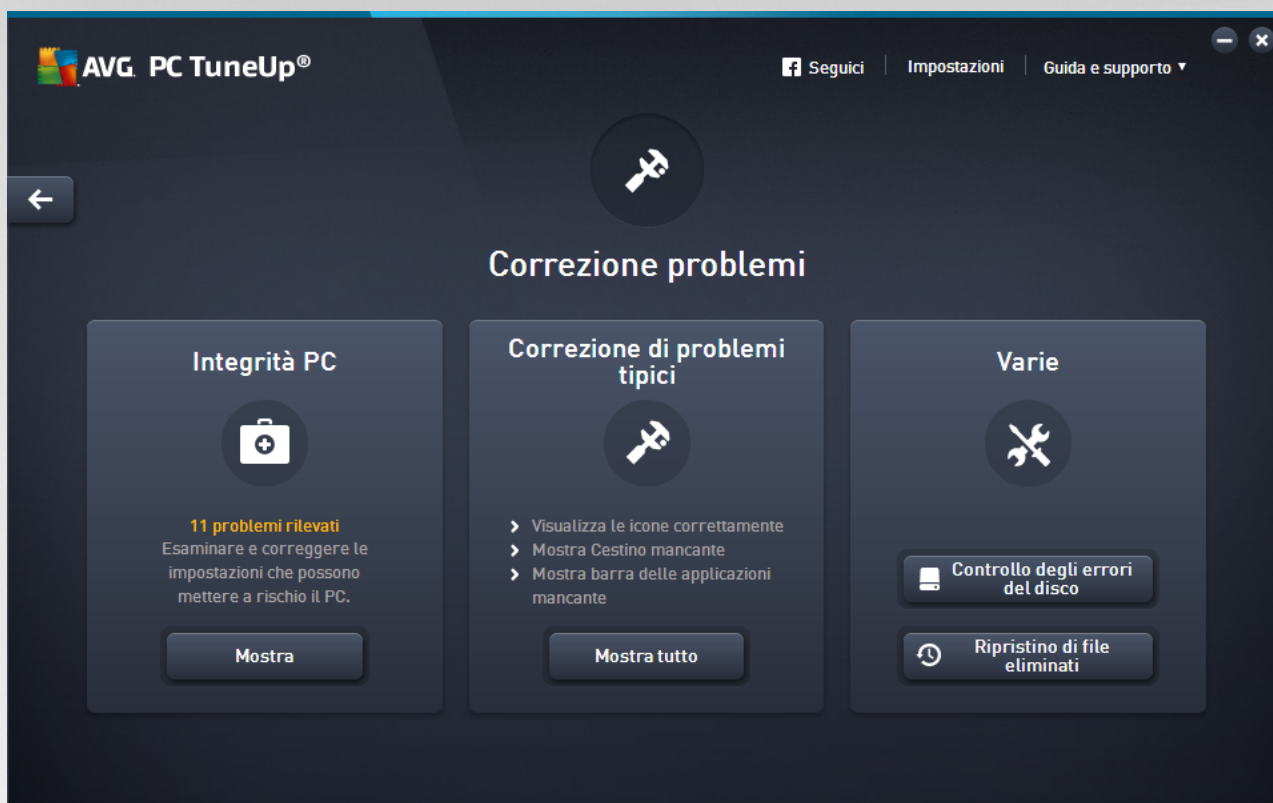 AVG. PC TuneUp®
Seguici
Impostazioni
Guida e supporto
Correzione problemi
Integrità PC
11 problemi rilevati
Esaminare e correggere le
impostazioni che possono
mettere a rischio il PC.
Mostra
Correzione di problemi
tipici
Visualizza le icone correttamente
Mostra Cestino mancante
Mostra barra delle applicazioni
mancante
Mostra tutto
Varie
Controllo degli errori
del disco
Ripristino di file
eliminati